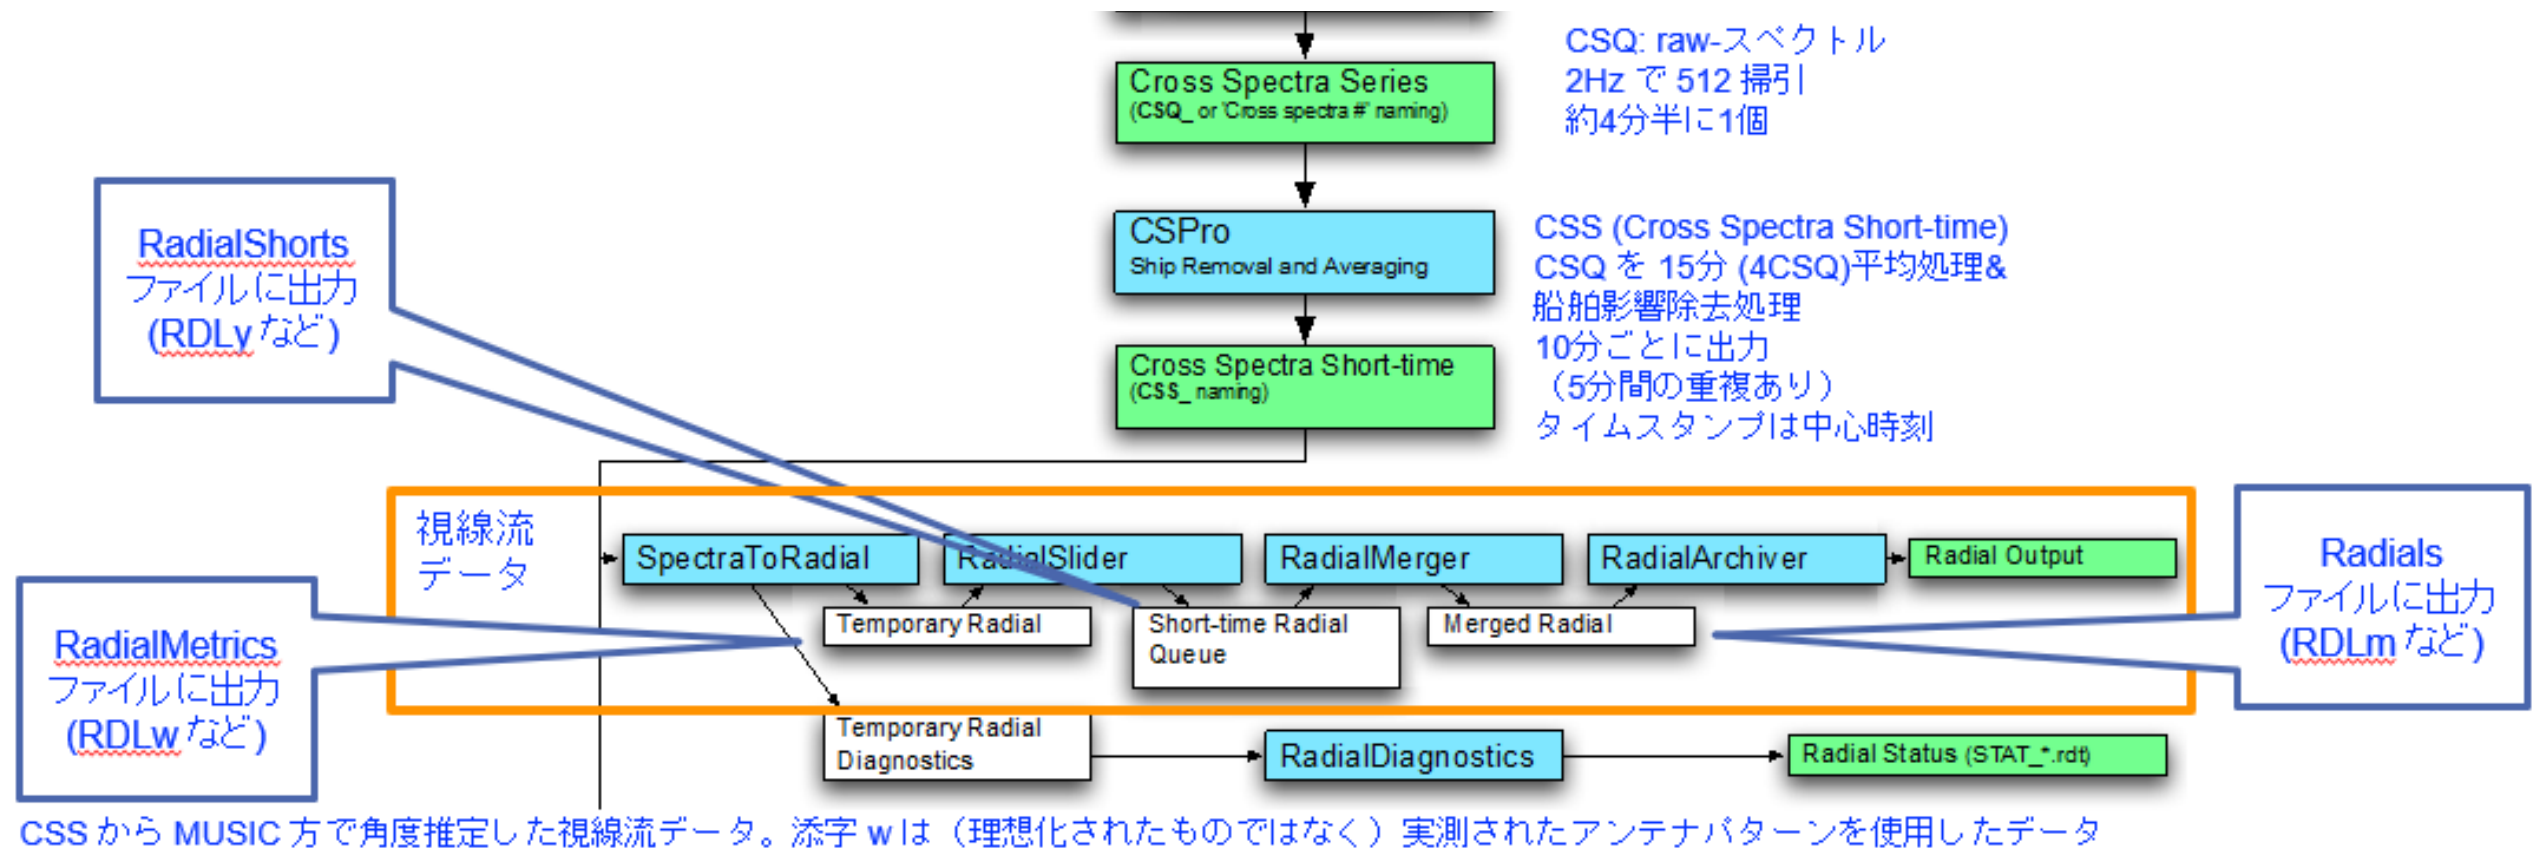 CSQ: raw-スペクトル
2Hz で 512 掃引
約4分半に1個
Cross Spectra Series
(CSQ_ or 'Cross spectra #' naming)
CSPro
Ship Removal and Averaging
CSS (Cross Spectra Short-time)
CSQ を 15分 (4CSQ)平均処理&
船舶影響除去処理
10分ごとに出力
（5分間の重複あり）
タイムスタンプは中心時刻
Cross Spectra Short-time
(CSS_ naming)
RadialShorts
ファイルに出力
(RDLy など)
視線流
データ
SpectraToRadial
RadialSlider
RadialMerger
RadialArchiver
Radial Output
Temporary Radial
Short-time Radial
Queue
Merged Radial
Radials
ファイルに出力
(RDLm など)
RadialMetrics
ファイルに出力
(RDLw など)
Temporary Radial
Diagnostics
RadialDiagnostics
Radial Status (STAT_*.rdt)
CSS から MUSIC 方で角度推定した視線流データ。添字 w は（理想化されたものではなく）実測されたアンテナパターンを使用したデータ